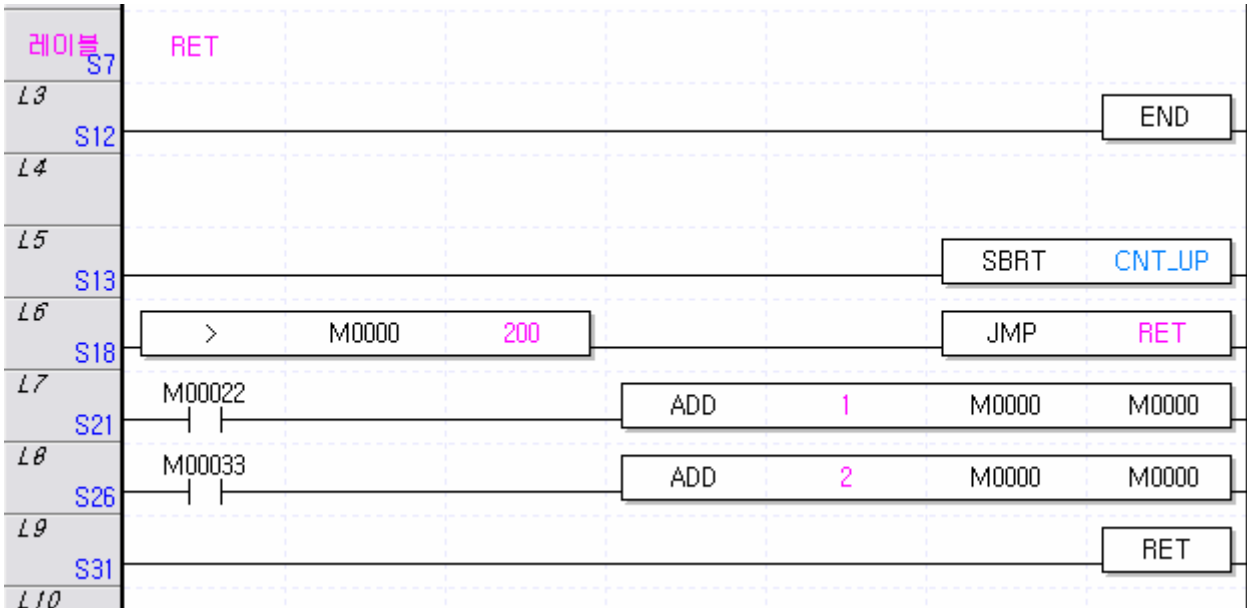 레이블 RET
S7
L3 END
S12
L4
L5 SBRT CNT_UP
S13
L6 > M0000 200 JMP RET
S18
L7 M00022 ADD 1 M0000 M0000
S21
L8 M00033 ADD 2 M0000 M0000
S26
L9 RET
S31
L10